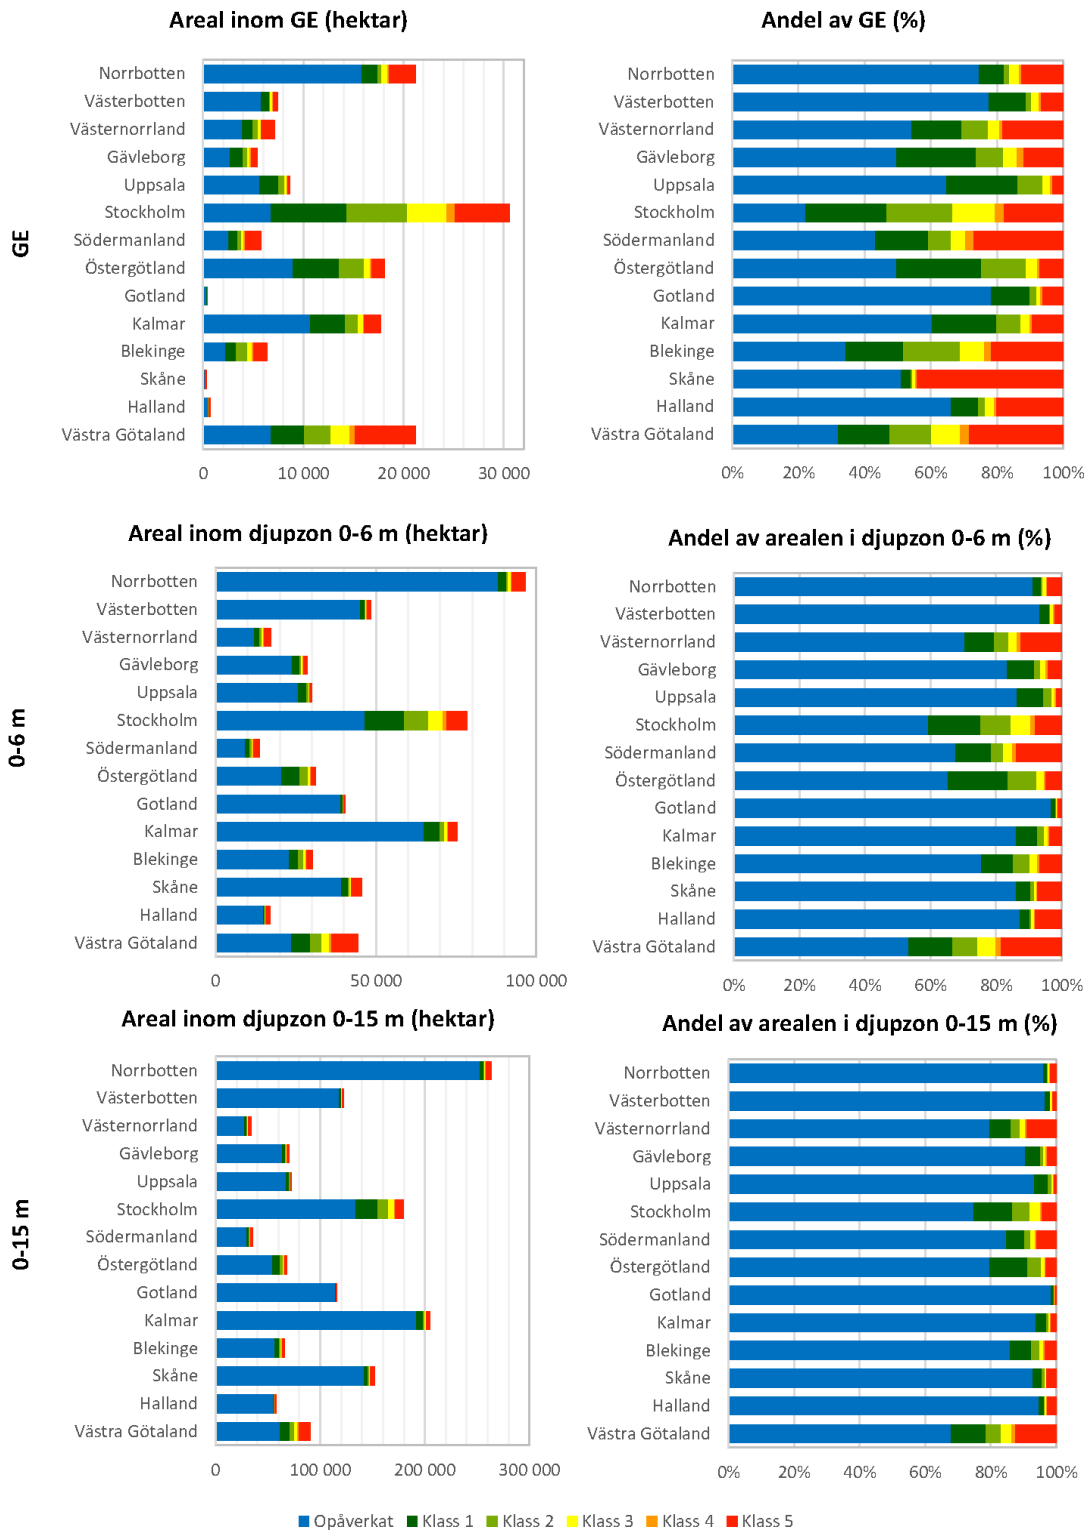 Areal inom GE (hektar)
Andel av GE (%)
GE
Norrbotten
Västerbotten
Västernorrland
Gävleborg
Uppsala
Stockholm
Södermanland
Östergötland
Gotland
Kalmar
Blekinge
Skåne
Halland
Västra Götaland
0 10 000 20 000 30 000
Norrbotten
Västerbotten
Västernorrland
Gävleborg
Uppsala
Stockholm
Södermanland
Östergötland
Gotland
Kalmar
Blekinge
Skåne
Halland
Västra Götaland
0% 20% 40% 60% 80% 100%
Areal inom djupzon 0-6 m (hektar)
Andel av arealen i djupzon 0-6 m (%)
0-6 m
Norrbotten
Västerbotten
Västernorrland
Gävleborg
Uppsala
Stockholm
Södermanland
Östergötland
Gotland
Kalmar
Blekinge
Skåne
Halland
Västra Götaland
0 50 000 100 000
Norrbotten
Västerbotten
Västernorrland
Gävleborg
Uppsala
Stockholm
Södermanland
Östergötland
Gotland
Kalmar
Blekinge
Skåne
Halland
Västra Götaland
0% 20% 40% 60% 80% 100%
Areal inom djupzon 0-15 m (hektar)
Andel av arealen i djupzon 0-15 m (%)
0-15 m
Norrbotten
Västerbotten
Västernorrland
Gävleborg
Uppsala
Stockholm
Södermanland
Östergötland
Gotland
Kalmar
Blekinge
Skåne
Halland
Västra Götaland
0 100 000 200 000 300 000
Norrbotten
Västerbotten
Västernorrland
Gävleborg
Uppsala
Stockholm
Södermanland
Östergötland
Gotland
Kalmar
Blekinge
Skåne
Halland
Västra Götaland
0% 20% 40% 60% 80% 100%
Opåverkat Klass 1 Klass 2 Klass 3 Klass 4 Klass 5